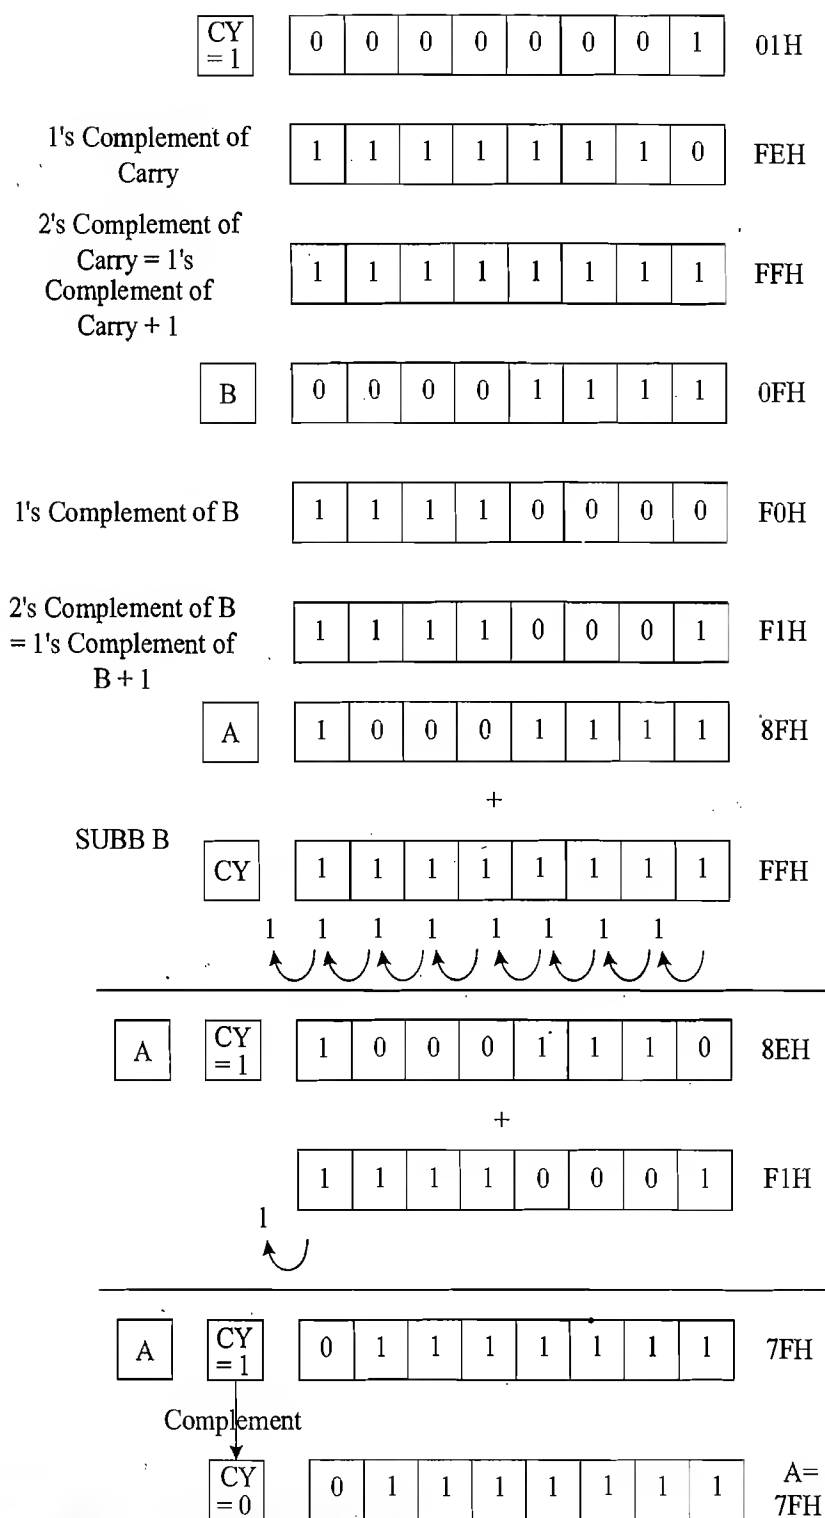 CY = 1 0 0 0 0 0 0 0 1 01H
1's Complement of Carry 1 1 1 1 1 1 1 0 FEH
2's Complement of Carry = 1's Complement of Carry + 1 1 1 1 1 1 1 1 1 FFH
B 0 0 0 0 1 1 1 1 0FH
1's Complement of B 1 1 1 1 0 0 0 0 F0H
2's Complement of B = 1's Complement of B + 1 1 1 1 1 0 0 0 1 F1H
A 1 0 0 0 1 1 1 1 8FH
+
SUBB B
CY 1 1 1 1 1 1 1 1 FFH
1 1 1 1 1 1 1 1
A CY = 1 1 0 0 0 1 1 1 0 8EH
+
1 1 1 1 0 0 0 1 F1H
1
A CY = 1 0 1 1 1 1 1 1 1 7FH
Complement
CY = 0 0 1 1 1 1 1 1 1 A= 7FH